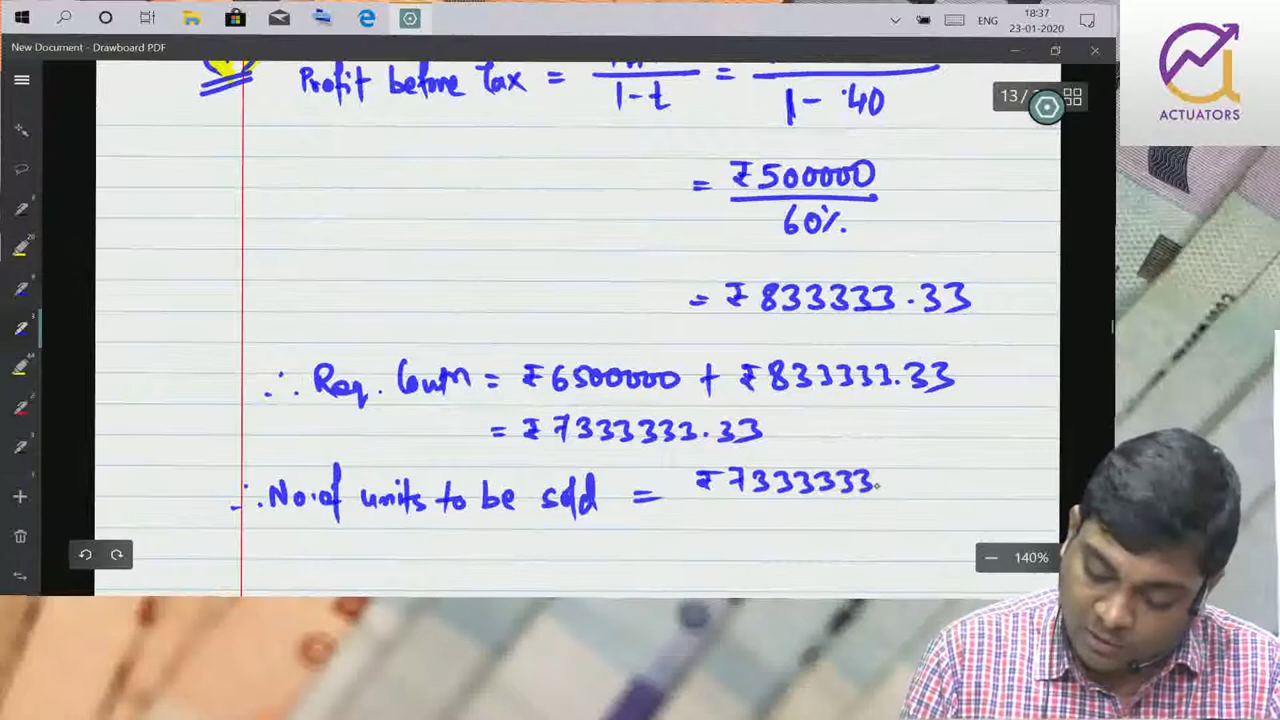 18:37
ENG
23-01-2020
New Document - Drawboard PDF
Profit before Tax = 1-t = 1- .40
13 /
ACTUATORS
= ₹500000
60%
= ₹833333.33
∴ Req. Contn = ₹6500000 + ₹833333.33
= ₹7333333.33
∴ No. of units to be sold = ₹7333333.
140%